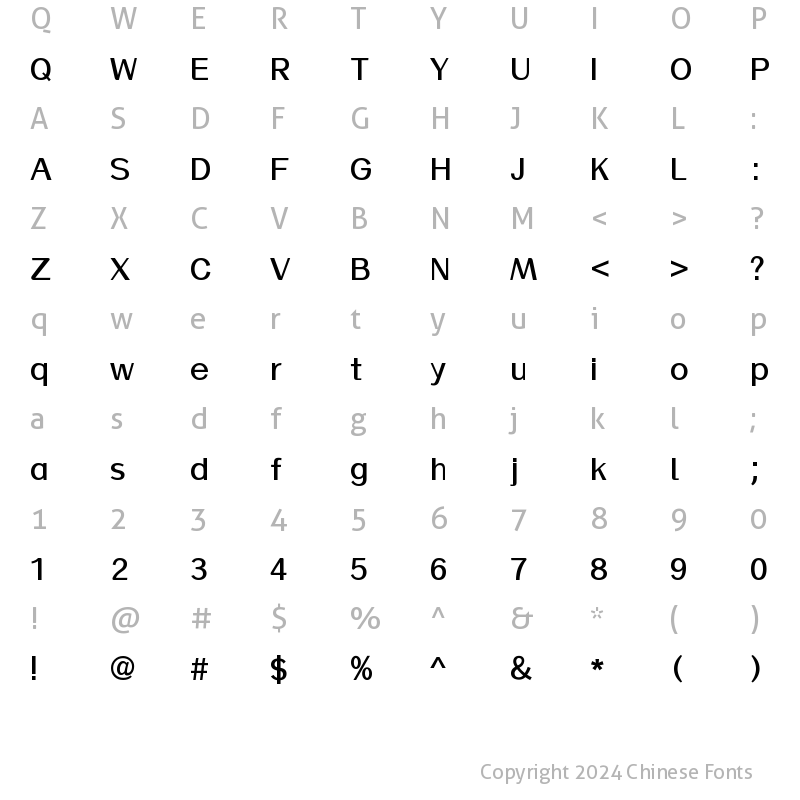 Q W E R T Y U I O P
Q W E R T Y U I O P
A S D F G H J K L :
A S D F G H J K L :
Z X C V B N M < > ?
Z X C V B N M < > ?
q w e r t y u i o p
q w e r t y u i o p
a s d f g h j k l ;
a s d f g h j k l ;
1 2 3 4 5 6 7 8 9 0
1 2 3 4 5 6 7 8 9 0
! @ # $ % ^ & * ( )
! @ # $ % ^ & * ( )
Copyright 2024 Chinese Fonts